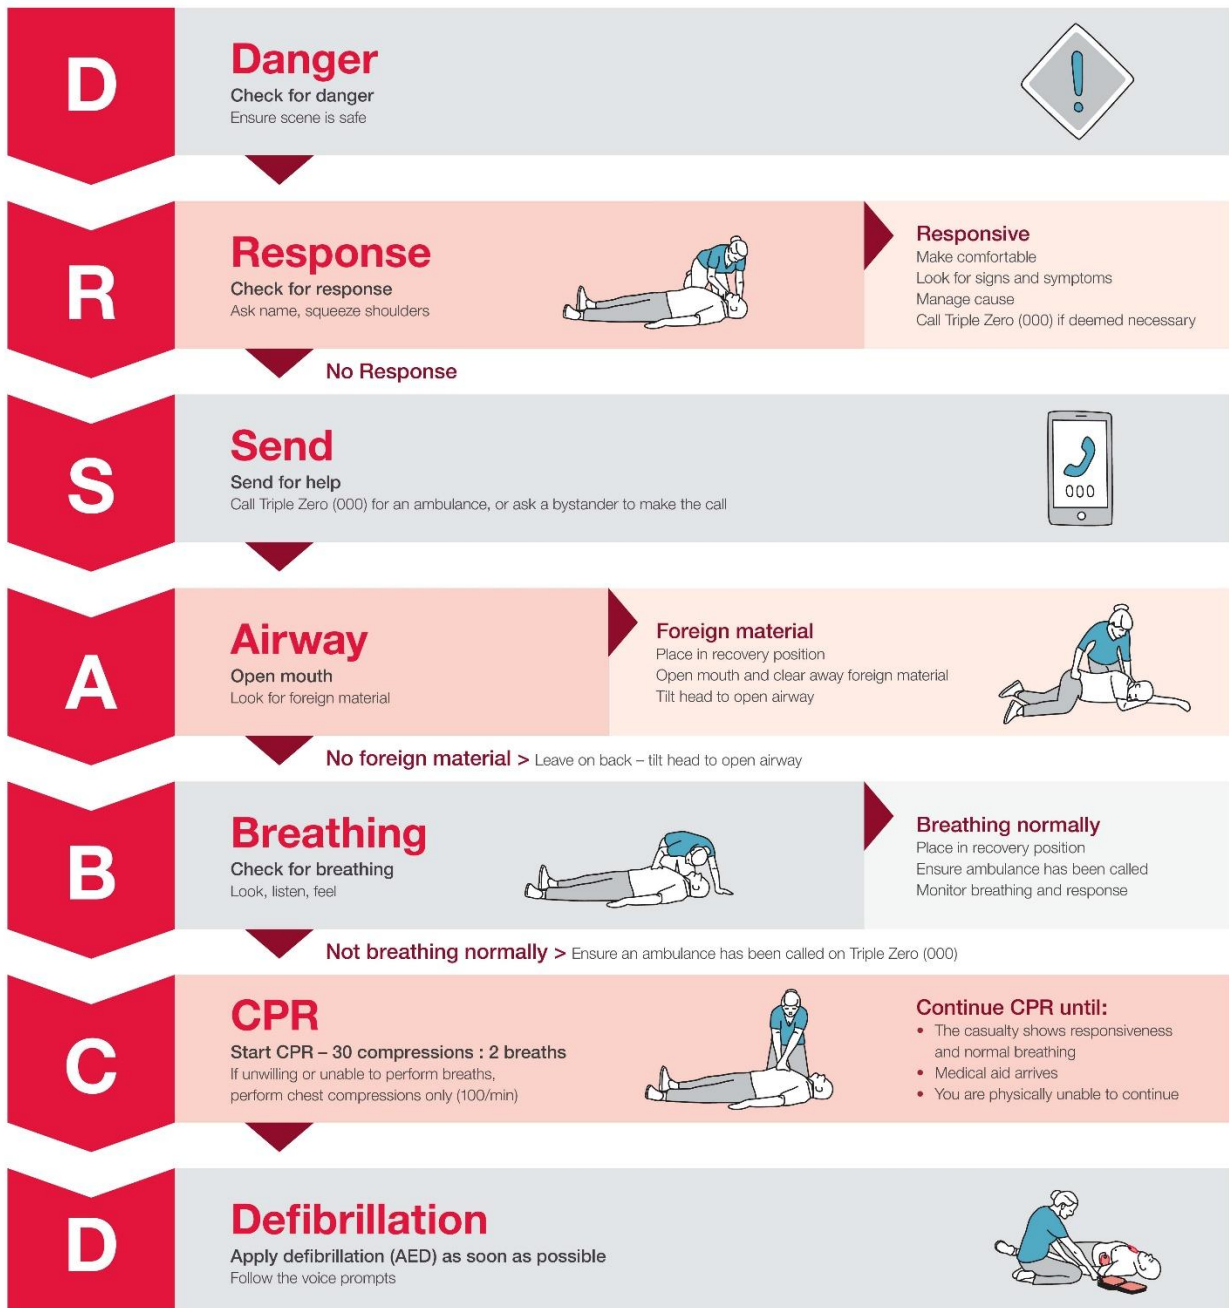 D
Danger
Check for danger
Ensure scene is safe
R
Response
Check for response
Ask name, squeeze shoulders
Responsive
Make comfortable
Look for signs and symptoms
Manage cause
Call Triple Zero (000) if deemed necessary
No Response
S
Send
Send for help
Call Triple Zero (000) for an ambulance, or ask a bystander to make the call
000
A
Airway
Open mouth
Look for foreign material
Foreign material
Place in recovery position
Open mouth and clear away foreign material
Tilt head to open airway
No foreign material > Leave on back – tilt head to open airway
B
Breathing
Check for breathing
Look, listen, feel
Breathing normally
Place in recovery position
Ensure ambulance has been called
Monitor breathing and response
Not breathing normally > Ensure an ambulance has been called on Triple Zero (000)
C
CPR
Start CPR – 30 compressions : 2 breaths
If unwilling or unable to perform breaths,
perform chest compressions only (100/min)
Continue CPR until:
• The casualty shows responsiveness
and normal breathing
• Medical aid arrives
• You are physically unable to continue
D
Defibrillation
Apply defibrillation (AED) as soon as possible
Follow the voice prompts